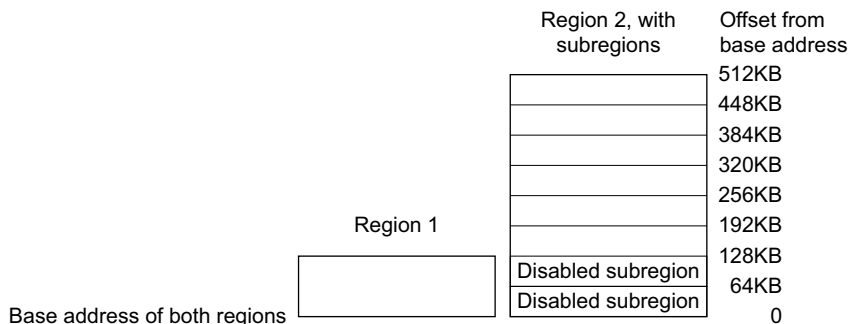 Region 2, with
subregions
Offset from
base address
512KB
448KB
384KB
320KB
256KB
Region 1
192KB
128KB
Disabled subregion
64KB
Disabled subregion
Base address of both regions
0